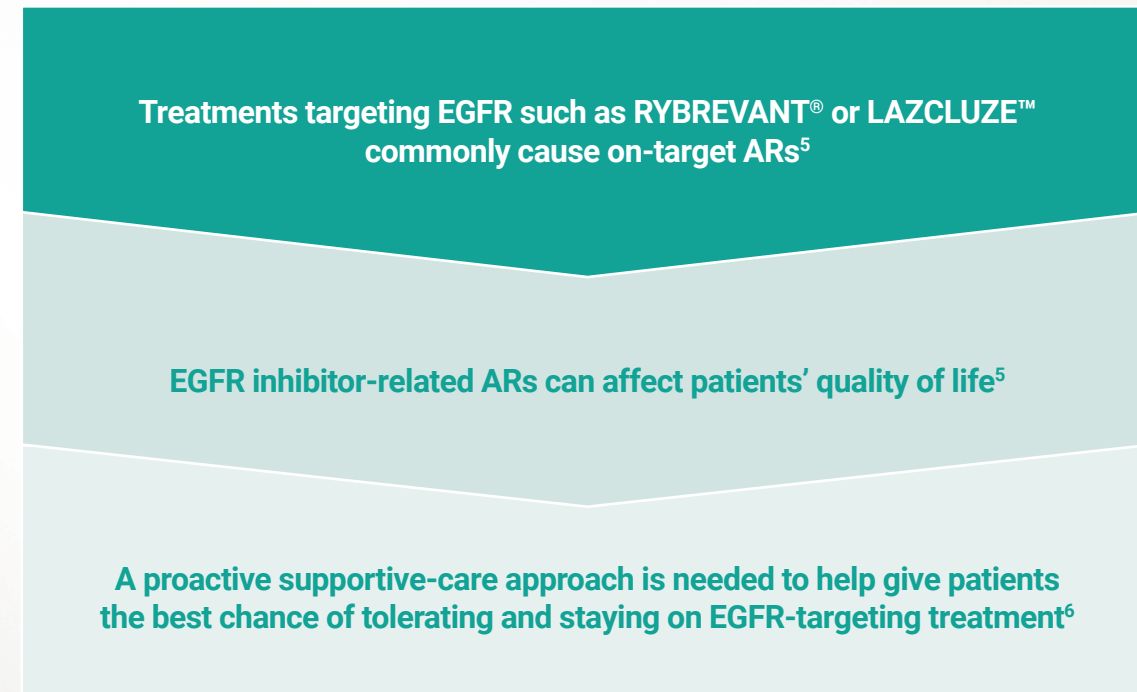 Treatments targeting EGFR such as RYBREVANT® or LAZCLUZE™
commonly cause on-target ARs⁵
EGFR inhibitor-related ARs can affect patients’ quality of life⁵
A proactive supportive-care approach is needed to help give patients
the best chance of tolerating and staying on EGFR-targeting treatment⁶